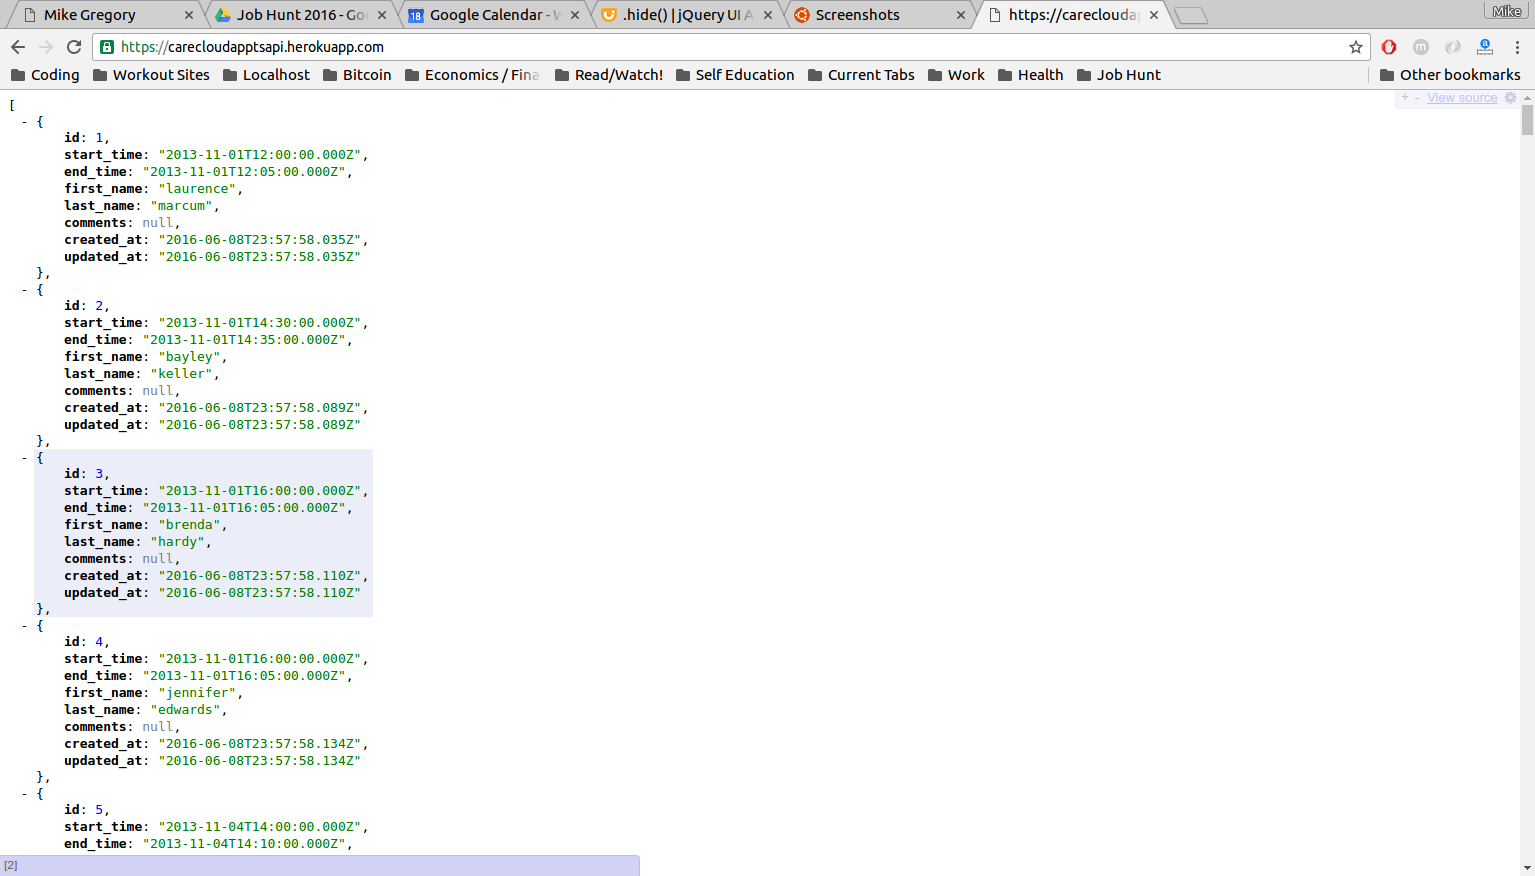 Mike Gregory
Job Hunt 2016 - Go
Google Calendar - W
.hide() | jQuery UI A
Screenshots
https://carecloudap
Mike
https://carecloudapptsapi.herokuapp.com
Coding Workout Sites Localhost Bitcoin Economics / Fina Read/Watch! Self Education Current Tabs Work Health Job Hunt Other bookmarks
+ - View source
[
- {
id: 1,
start_time: "2013-11-01T12:00:00.000Z",
end_time: "2013-11-01T12:05:00.000Z",
first_name: "laurence",
last_name: "marcum",
comments: null,
created_at: "2016-06-08T23:57:58.035Z",
updated_at: "2016-06-08T23:57:58.035Z"
},
- {
id: 2,
start_time: "2013-11-01T14:30:00.000Z",
end_time: "2013-11-01T14:35:00.000Z",
first_name: "bayley",
last_name: "keller",
comments: null,
created_at: "2016-06-08T23:57:58.089Z",
updated_at: "2016-06-08T23:57:58.089Z"
},
- {
id: 3,
start_time: "2013-11-01T16:00:00.000Z",
end_time: "2013-11-01T16:05:00.000Z",
first_name: "brenda",
last_name: "hardy",
comments: null,
created_at: "2016-06-08T23:57:58.110Z",
updated_at: "2016-06-08T23:57:58.110Z"
},
- {
id: 4,
start_time: "2013-11-01T16:00:00.000Z",
end_time: "2013-11-01T16:05:00.000Z",
first_name: "jennifer",
last_name: "edwards",
comments: null,
created_at: "2016-06-08T23:57:58.134Z",
updated_at: "2016-06-08T23:57:58.134Z"
},
- {
id: 5,
start_time: "2013-11-04T14:00:00.000Z",
end_time: "2013-11-04T14:10:00.000Z",
[2]